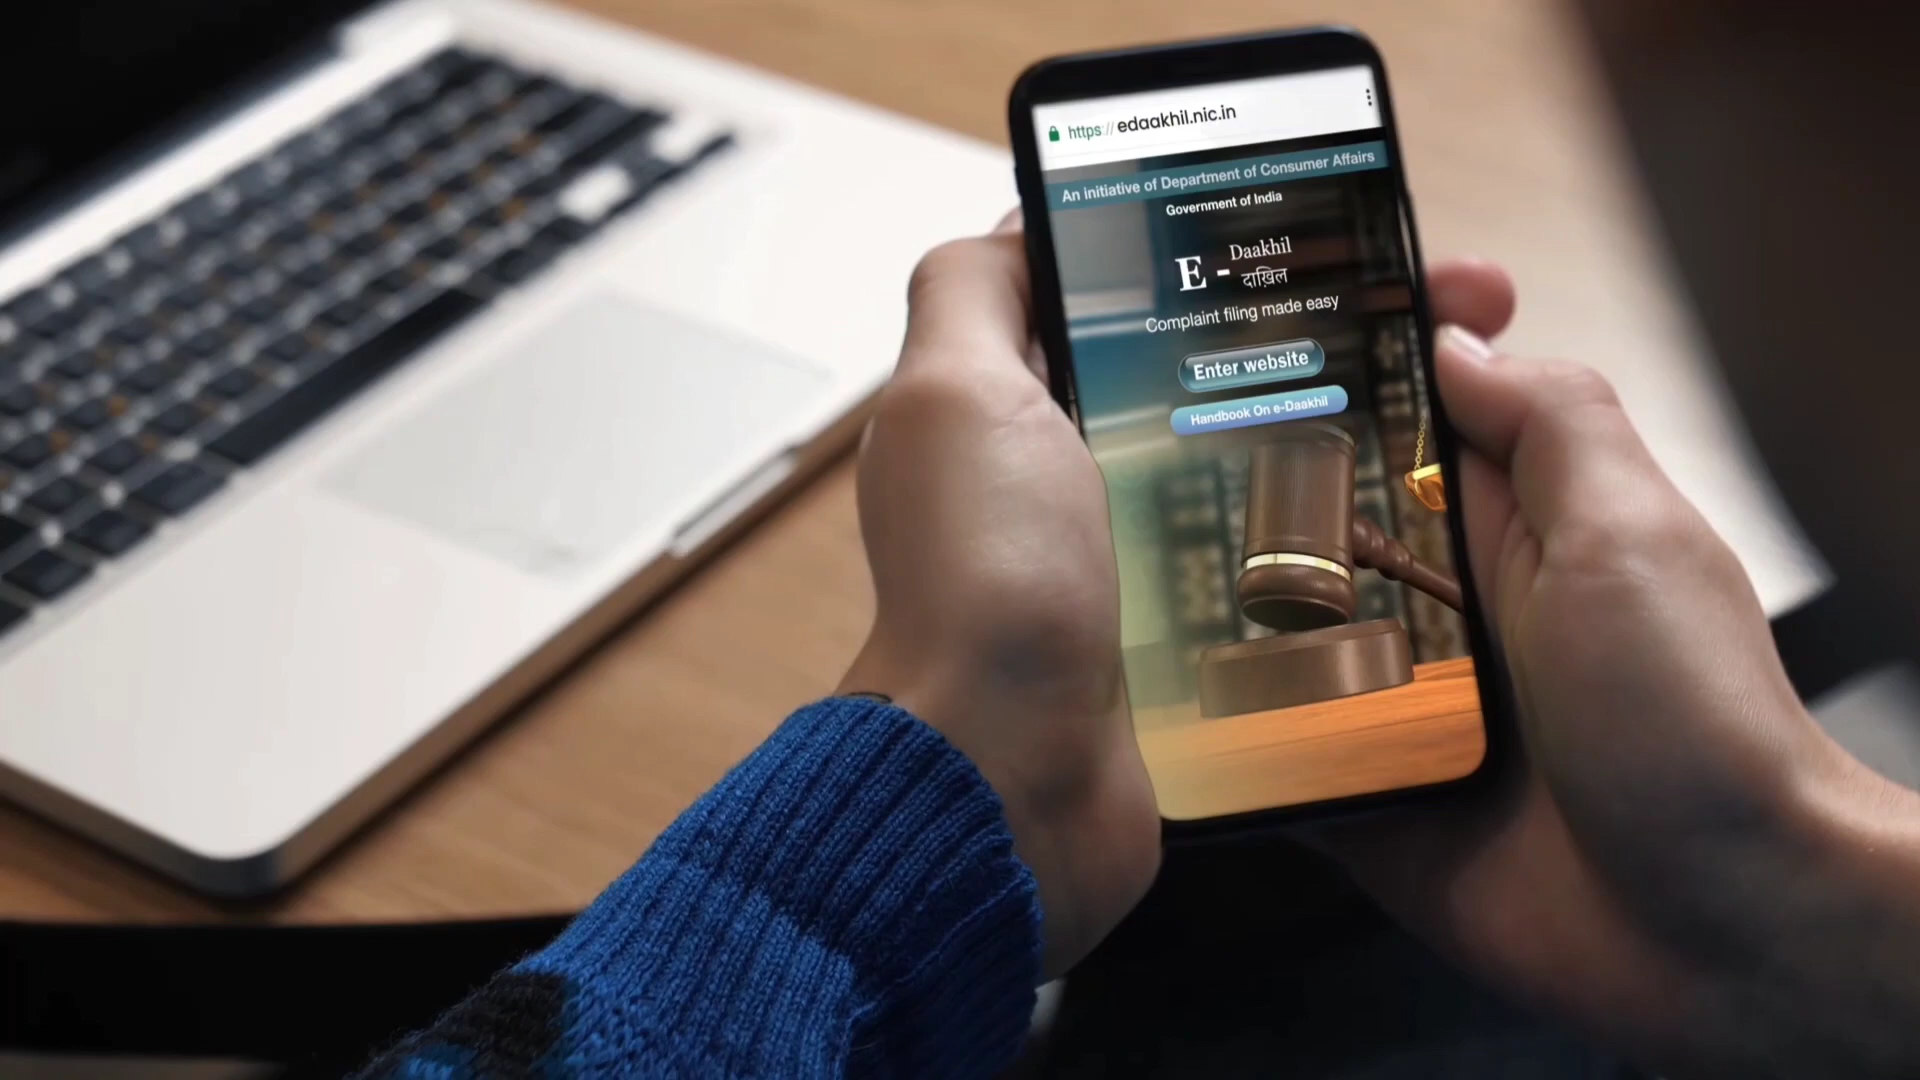 https:// edaakhil.nic.in
An initiative of Department of Consumer Affairs
Government of India
E - Daakhil
दाख़िल
Complaint filing made easy
Enter website
Handbook On e-Daakhil